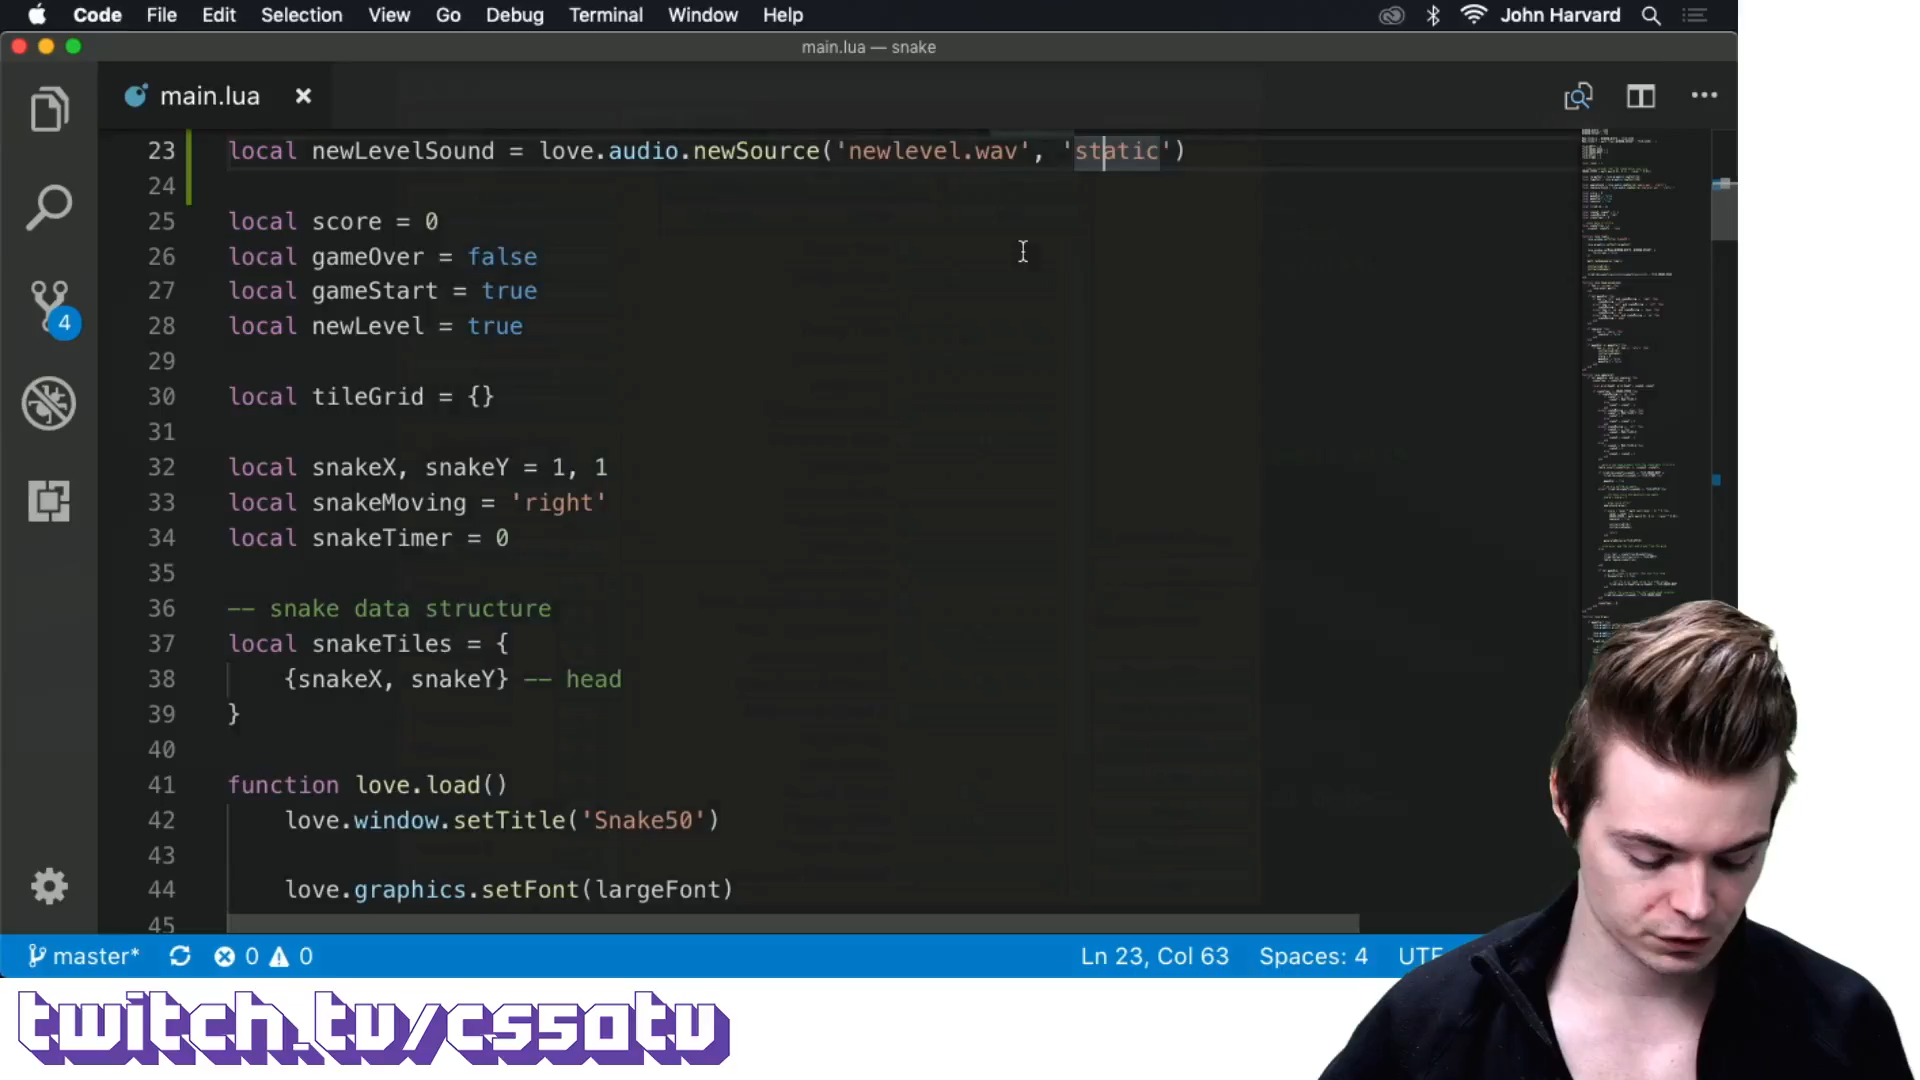 Code File Edit Selection View Go Debug Terminal Window Help John Harvard
main.lua — snake
main.lua
23 local newLevelSound = love.audio.newSource('newlevel.wav', 'static')
24
25 local score = 0
26 local gameOver = false
27 local gameStart = true
28 local newLevel = true
29
30 local tileGrid = {}
31
32 local snakeX, snakeY = 1, 1
33 local snakeMoving = 'right'
34 local snakeTimer = 0
35
36 -- snake data structure
37 local snakeTiles = {
38 {snakeX, snakeY} -- head
39 }
40
41 function love.load()
42 love.window.setTitle('Snake50')
43
44 love.graphics.setFont(largeFont)
45
4
master* 0 0 Ln 23, Col 63 Spaces: 4 UTF
twitch.tv/cs50tv